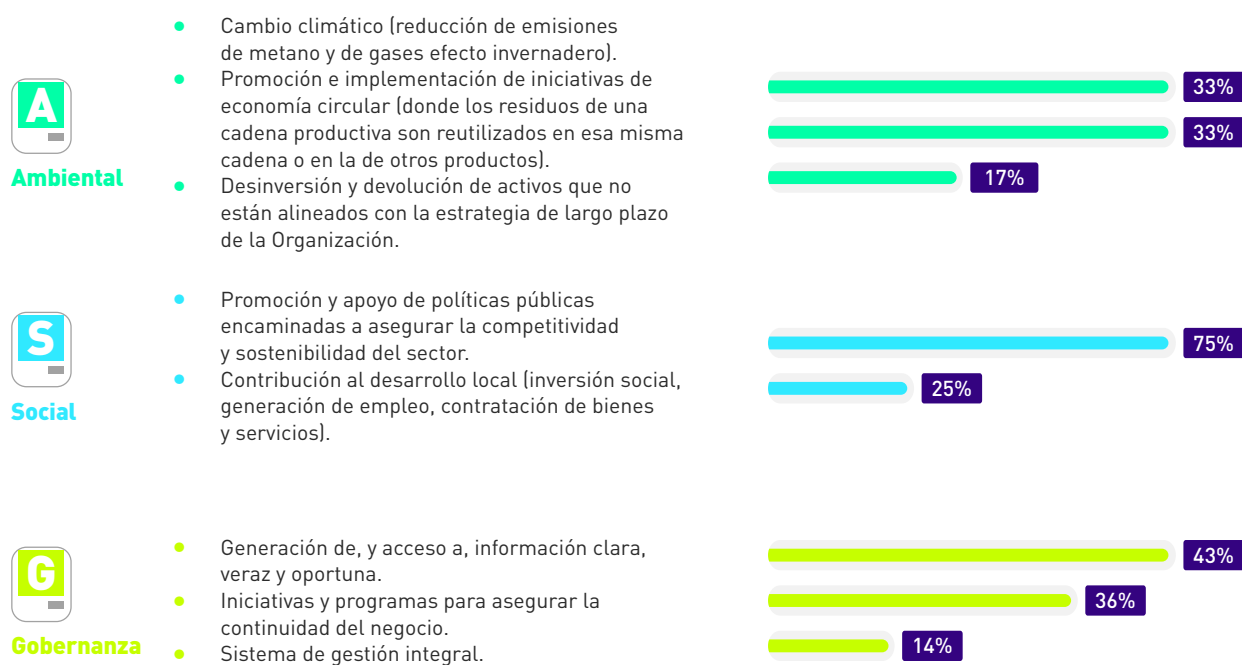 Cambio climático (reducción de emisiones
de metano y de gases efecto invernadero).
Promoción e implementación de iniciativas de
economía circular (donde los residuos de una
cadena productiva son reutilizados en esa misma
cadena o en la de otros productos).
Desinversión y devolución de activos que no
están alineados con la estrategia de largo plazo
de la Organización.
A
Ambiental
33%
33%
17%
Promoción y apoyo de políticas públicas
encaminadas a asegurar la competitividad
y sostenibilidad del sector.
Contribución al desarrollo local (inversión social,
generación de empleo, contratación de bienes
y servicios).
S
Social
75%
25%
Generación de, y acceso a, información clara,
veraz y oportuna.
Iniciativas y programas para asegurar la
continuidad del negocio.
Sistema de gestión integral.
G
Gobernanza
43%
36%
14%